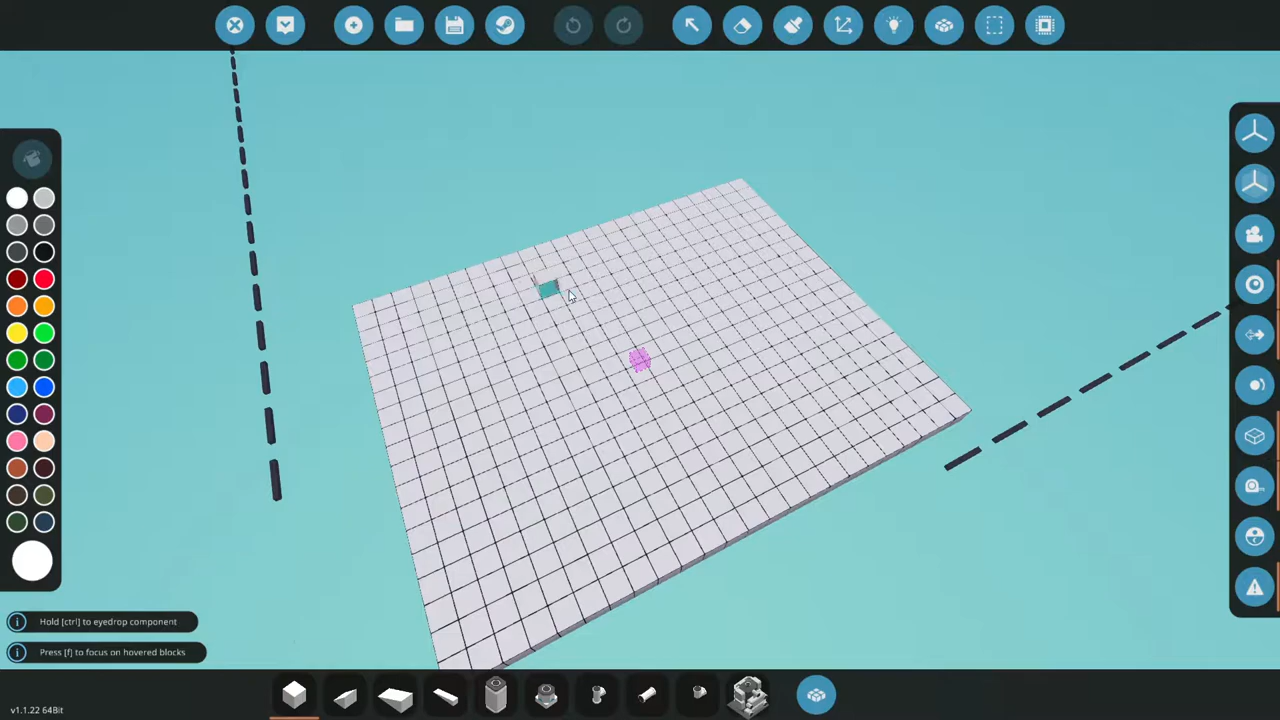 Hold [ctrl] to eyedrop component
Press [f] to focus on hovered blocks
v1.1.22 64Bit